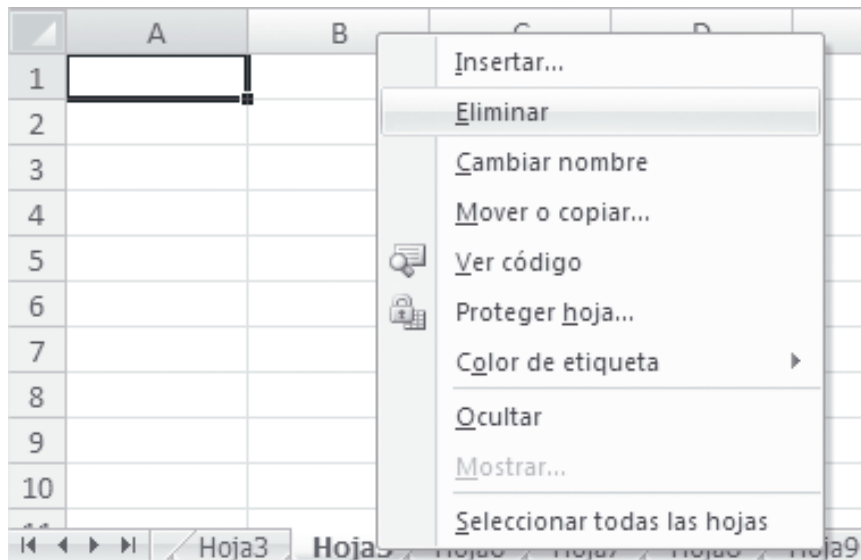 A B
Insertar...
1
Eliminar
2
Cambiar nombre
3
Mover o copiar...
4
Ver código
5
Proteger hoja...
6
Color de etiqueta
7
Ocultar
8
Mostrar...
9
10
Seleccionar todas las hojas
Hoja3 Hoja9